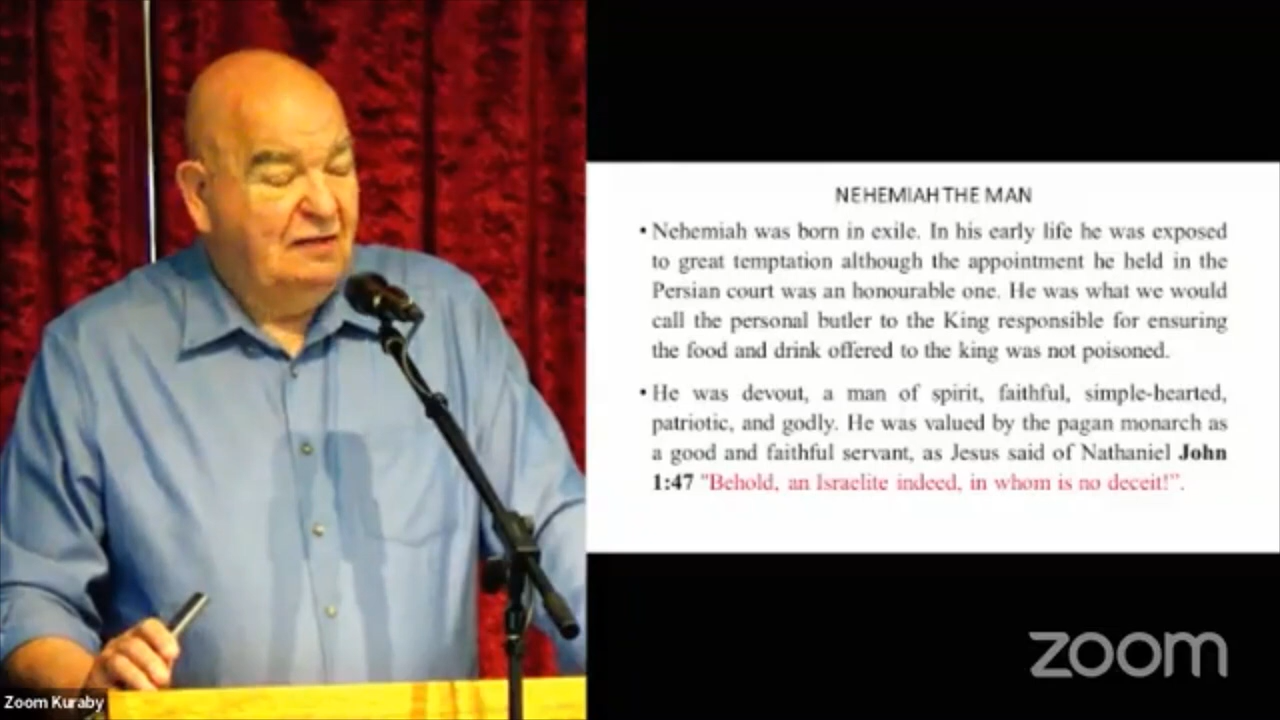 NEHEMIAH THE MAN
• Nehemiah was born in exile. In his early life he was exposed
to great temptation although the appointment he held in the
Persian court was an honourable one. He was what we would
call the personal butler to the King responsible for ensuring
the food and drink offered to the king was not poisoned.
• He was devout, a man of spirit, faithful, simple-hearted,
patriotic, and godly. He was valued by the pagan monarch as
a good and faithful servant, as Jesus said of Nathaniel John
1:47 "Behold, an Israelite indeed, in whom is no deceit!".
zoom
Zoom Kuraby